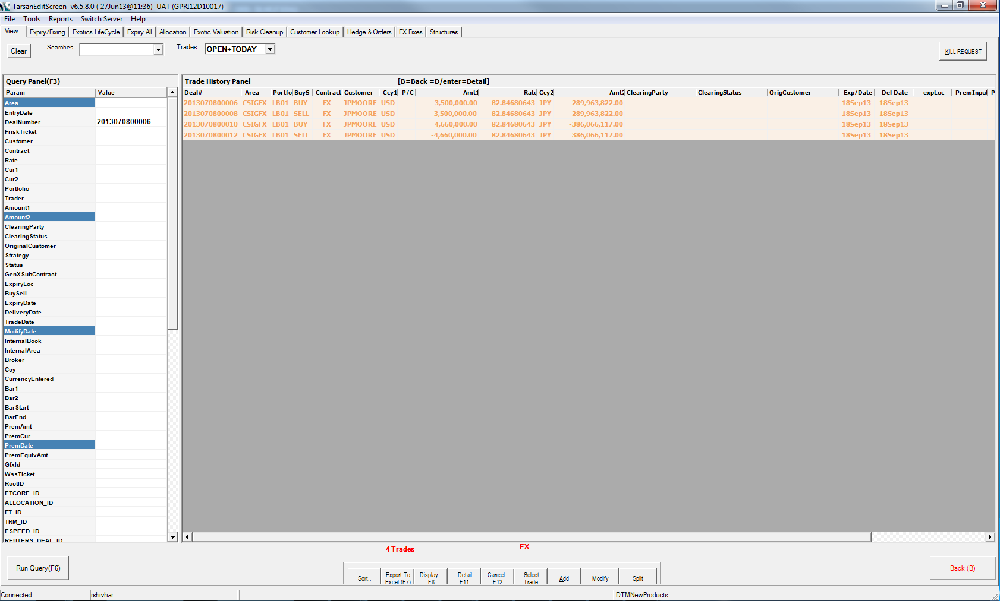 TarsanEditScreen v6.5.8.0 ( 27Jun13@11:36) UAT (GPRI12D10017)
File Tools Reports Switch Server Help
View Expiry/Fixing Exotics LifeCycle Expiry All Allocation Exotic Valuation Risk Cleanup Customer Lookup Hedge & Orders FX Fixes Structures
Clear Searches Trades OPEN+TODAY KILL REQUEST
Query Panel(F3)
Param Value
Area
EntryDate
DealNumber 2013070800006
FriskTicket
Customer
Contract
Rate
Cur1
Cur2
Portfolio
Trader
Amount1
Amount2
ClearingParty
ClearingStatus
OriginalCustomer
Strategy
Status
GenXSubContract
ExpiryLoc
BuySell
ExpiryDate
DeliveryDate
TradeDate
ModifyDate
InternalBook
InternalArea
Broker
Ccy
CurrencyEntered
Bar1
Bar2
BarStart
BarEnd
PremAmt
PremCur
PremDate
PremEquivAmt
GfxId
WssTicket
RootID
ETCORE_ID
ALLOCATION_ID
FT_ID
TRM_ID
ESPEED_ID
REUTERS_DEAL_ID
Trade History Panel [B=Back =D/enter=Detail]
Deal# Area Portfo BuyS Contract Customer Ccy1 P/C Amt1 Rate Ccy2 Amt2 ClearingParty ClearingStatus OrigCustomer Exp/Date Del Date expLoc PremInput P
2013070800006 CSIGFX LB01 BUY FX JPMOORE USD 3,500,000.00 82.84680643 JPY -289,963,822.00 18Sep13 18Sep13
2013070800008 CSIGFX LB01 SELL FX JPMOORE USD -3,500,000.00 82.84680643 JPY 289,963,822.00 18Sep13 18Sep13
2013070800010 CSIGFX LB01 BUY FX JPMOORE USD 4,660,000.00 82.84680643 JPY -386,066,117.00 18Sep13 18Sep13
2013070800012 CSIGFX LB01 SELL FX JPMOORE USD -4,660,000.00 82.84680643 JPY 386,066,117.00 18Sep13 18Sep13
4 Trades FX
Run Query(F6)
Sort..
Export To
Excel (F7)
Display...
F8
Detail
F11
Cancel..
F12
Select
Trade
Add
Modify
Split
Back (B)
Connected rshivhar DTMNewProducts